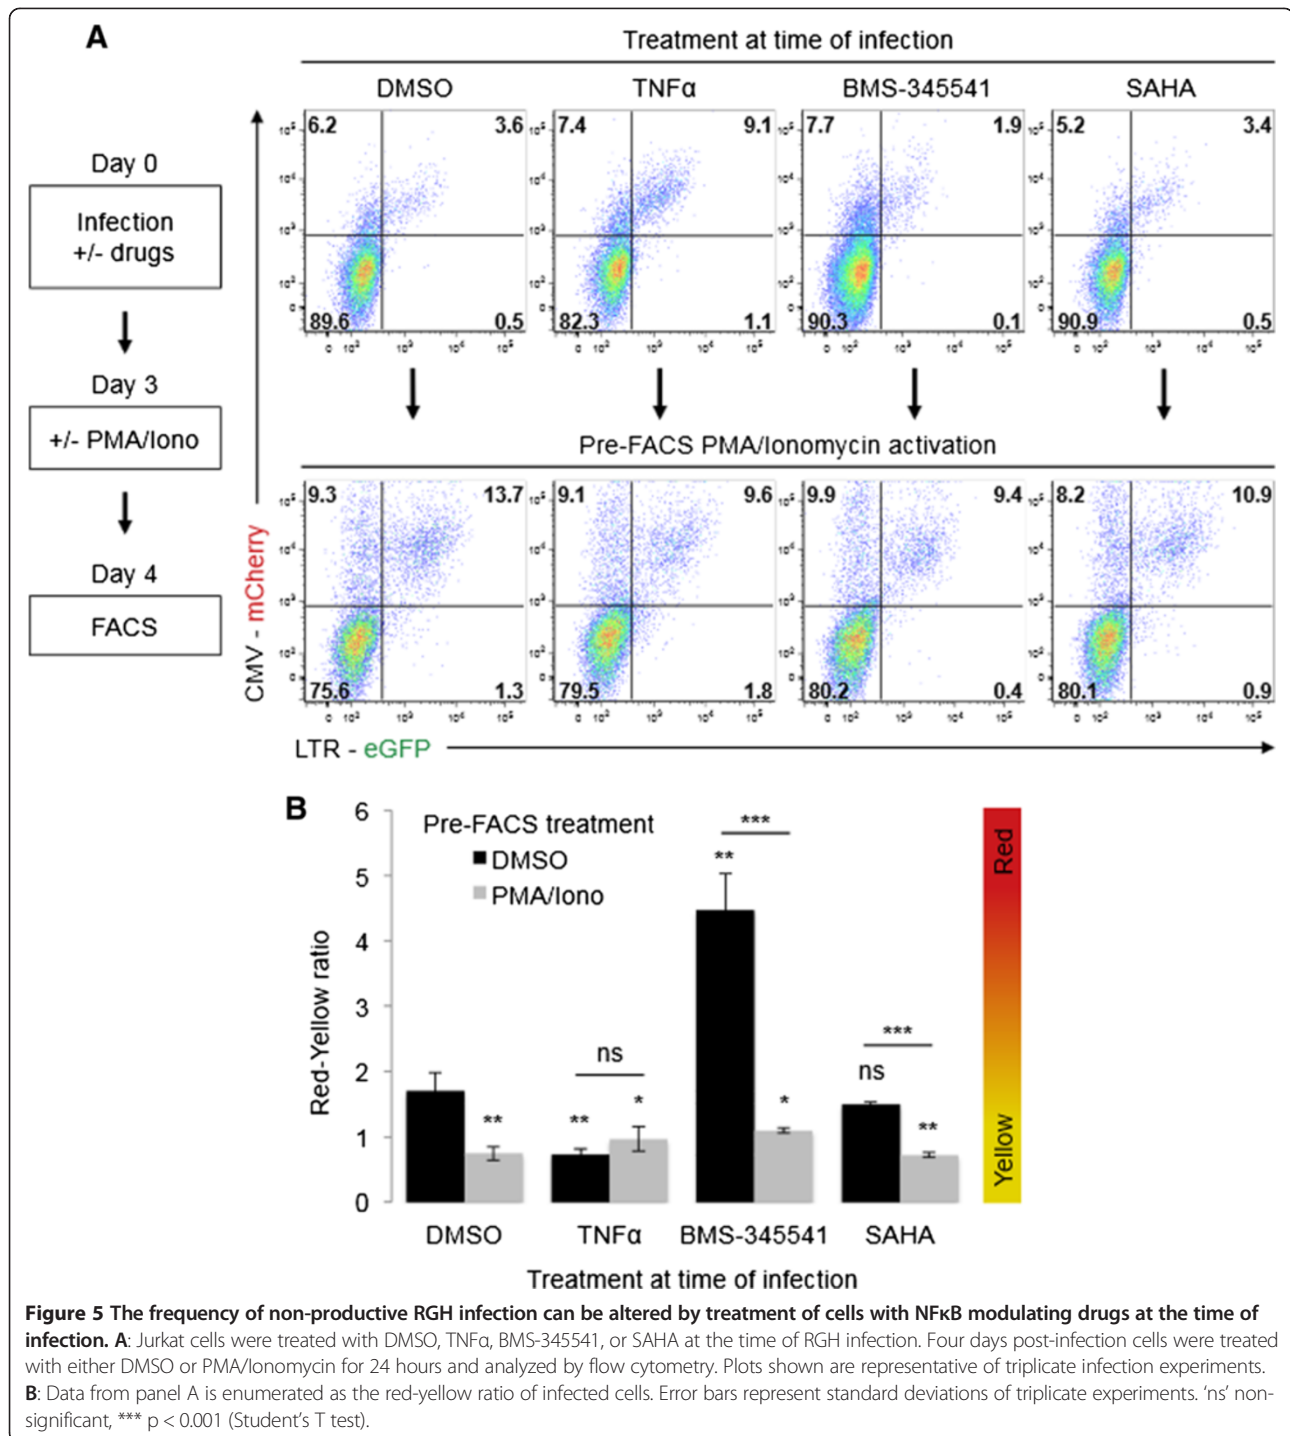 A
Treatment at time of infection
DMSO
TNFα
BMS-345541
SAHA
Day 0
Infection
+/- drugs
Day 3
+/- PMA/Iono
Day 4
FACS
CMV - mCherry
6.2 3.6
89.6 0.5
7.4 9.1
82.3 1.1
7.7 1.9
90.3 0.1
5.2 3.4
90.9 0.5
Pre-FACS PMA/Ionomycin activation
9.3 13.7
75.6 1.3
9.1 9.6
79.5 1.8
9.9 9.4
80.2 0.4
8.2 10.9
80.1 0.9
LTR - eGFP
B
Pre-FACS treatment
DMSO
PMA/Iono
Red-Yellow ratio
6
5
4
3
2
1
0
**
ns
**
*
***
**
*
***
ns
**
Red
Yellow
DMSO
TNFα
BMS-345541
SAHA
Treatment at time of infection
Figure 5 The frequency of non-productive RGH infection can be altered by treatment of cells with NFκB modulating drugs at the time of
infection. A: Jurkat cells were treated with DMSO, TNFα, BMS-345541, or SAHA at the time of RGH infection. Four days post-infection cells were treated
with either DMSO or PMA/Ionomycin for 24 hours and analyzed by flow cytometry. Plots shown are representative of triplicate infection experiments.
B: Data from panel A is enumerated as the red-yellow ratio of infected cells. Error bars represent standard deviations of triplicate experiments. ‘ns’ non-
significant, *** p < 0.001 (Student’s T test).